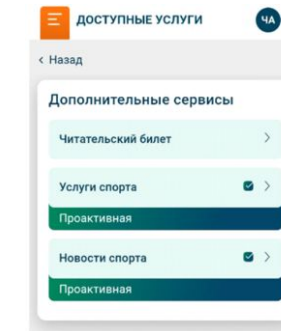 ДОСТУПНЫЕ УСЛУГИ
ЧА
< Назад
Дополнительные сервисы
Читательский билет
Услуги спорта
Проактивная
Новости спорта
Проактивная